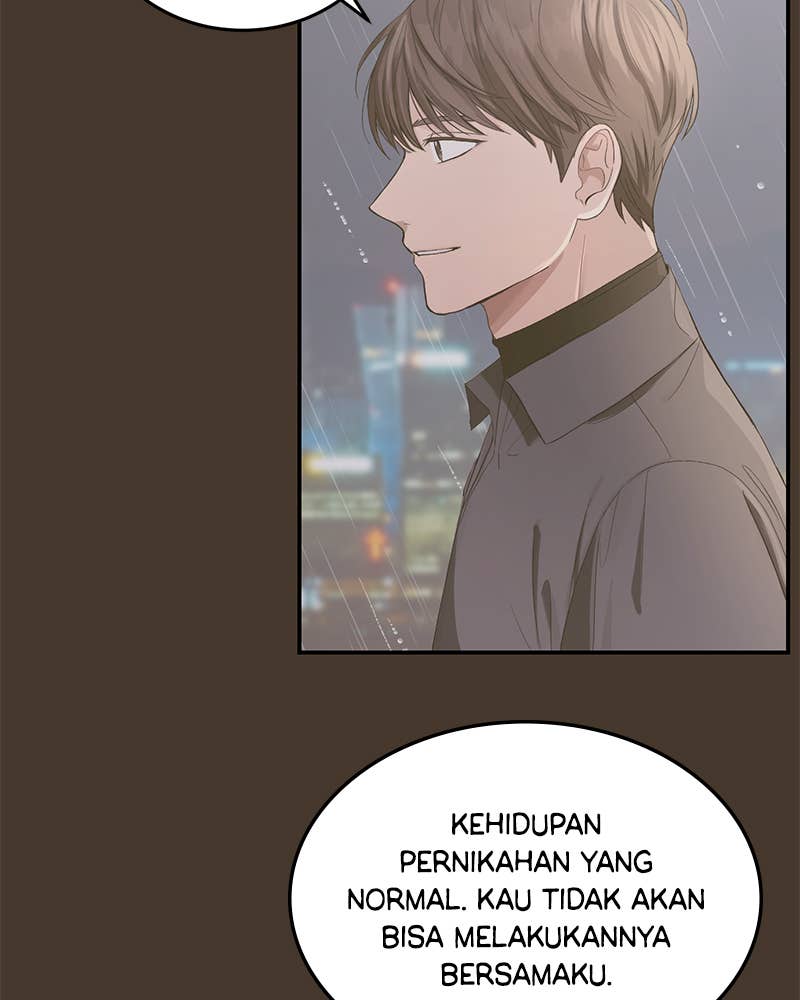 KEHIDUPAN
PERNIKAHAN YANG
NORMAL. KAU TIDAK AKAN
BISA MELAKUKANNYA
BERSAMAKU.